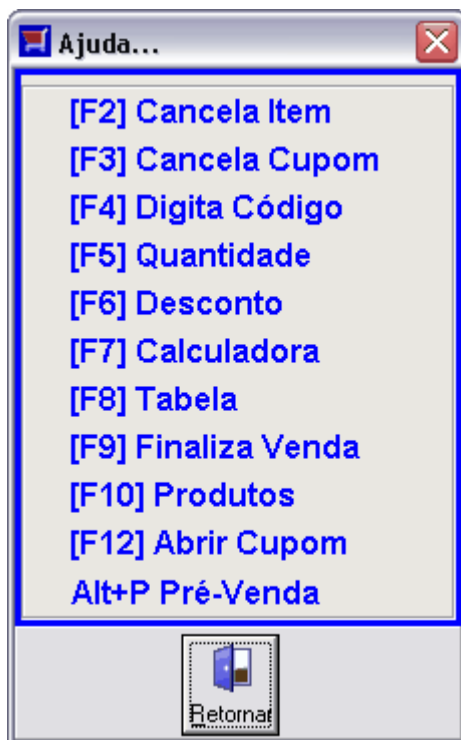 Ajuda...
[F2] Cancela Item
[F3] Cancela Cupom
[F4] Digita Código
[F5] Quantidade
[F6] Desconto
[F7] Calculadora
[F8] Tabela
[F9] Finaliza Venda
[F10] Produtos
[F12] Abrir Cupom
Alt+P Pré-Venda
Retornar